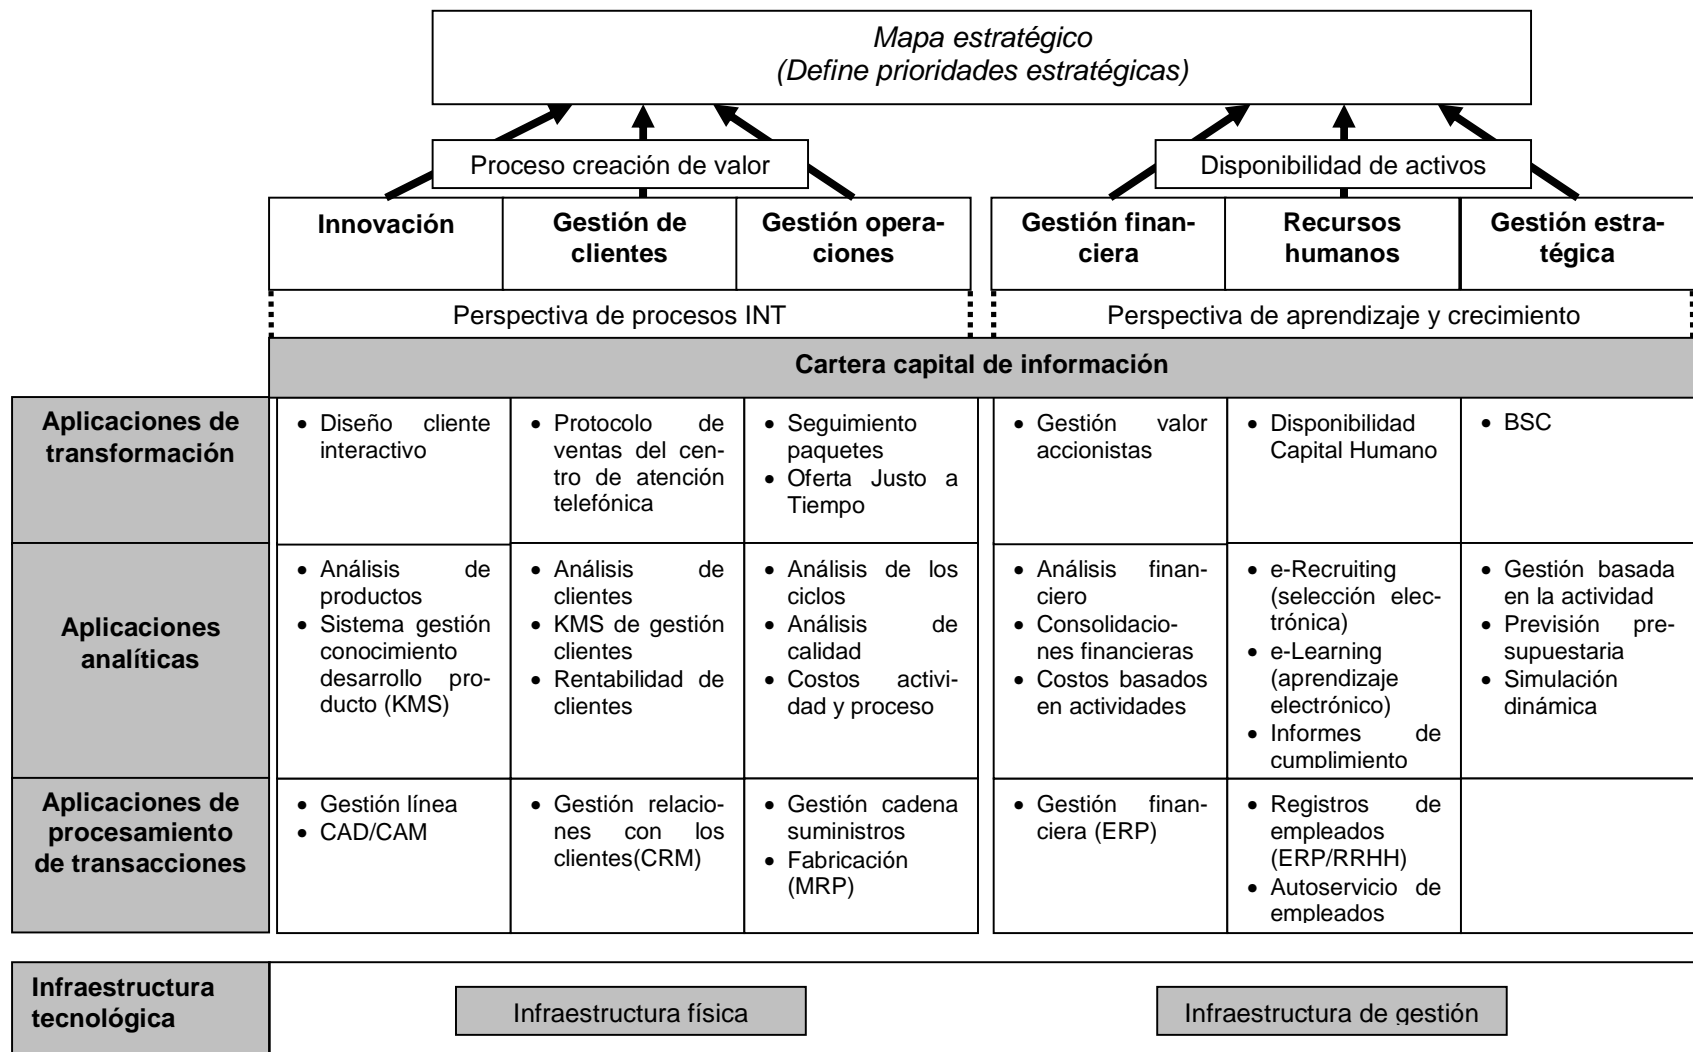 Mapa estratégico
(Define prioridades estratégicas)
Proceso creación de valor
Disponibilidad de activos
Innovación
Gestión de
clientes
Gestión opera-
ciones
Gestión finan-
ciera
Recursos
humanos
Gestión estra-
tégica
Perspectiva de procesos INT
Perspectiva de aprendizaje y crecimiento
Cartera capital de información
Aplicaciones de
transformación
• Diseño cliente
interactivo
• Protocolo de
ventas del cen-
tro de atención
telefónica
• Seguimiento
paquetes
• Oferta Justo a
Tiempo
• Gestión valor
accionistas
• Disponibilidad
Capital Humano
• BSC
Aplicaciones
analíticas
• Análisis de
productos
• Sistema gestión
conocimiento
desarrollo pro-
ducto (KMS)
• Análisis de
clientes
• KMS de gestión
clientes
• Rentabilidad de
clientes
• Análisis de los
ciclos
• Análisis de
calidad
• Costos activi-
dad y proceso
• Análisis finan-
ciero
• Consolidacio-
nes financieras
• Costos basados
en actividades
• e-Recruiting
(selección elec-
trónica)
• e-Learning
(aprendizaje
electrónico)
• Informes de
cumplimiento
• Gestión basada
en la actividad
• Previsión pre-
supuestaria
• Simulación
dinámica
Aplicaciones de
procesamiento
de transacciones
• Gestión línea
• CAD/CAM
• Gestión relacio-
nes con los
clientes(CRM)
• Gestión cadena
suministros
• Fabricación
(MRP)
• Gestión finan-
ciera (ERP)
• Registros de
empleados
(ERP/RRHH)
• Autoservicio de
empleados
Infraestructura
tecnológica
Infraestructura física
Infraestructura de gestión